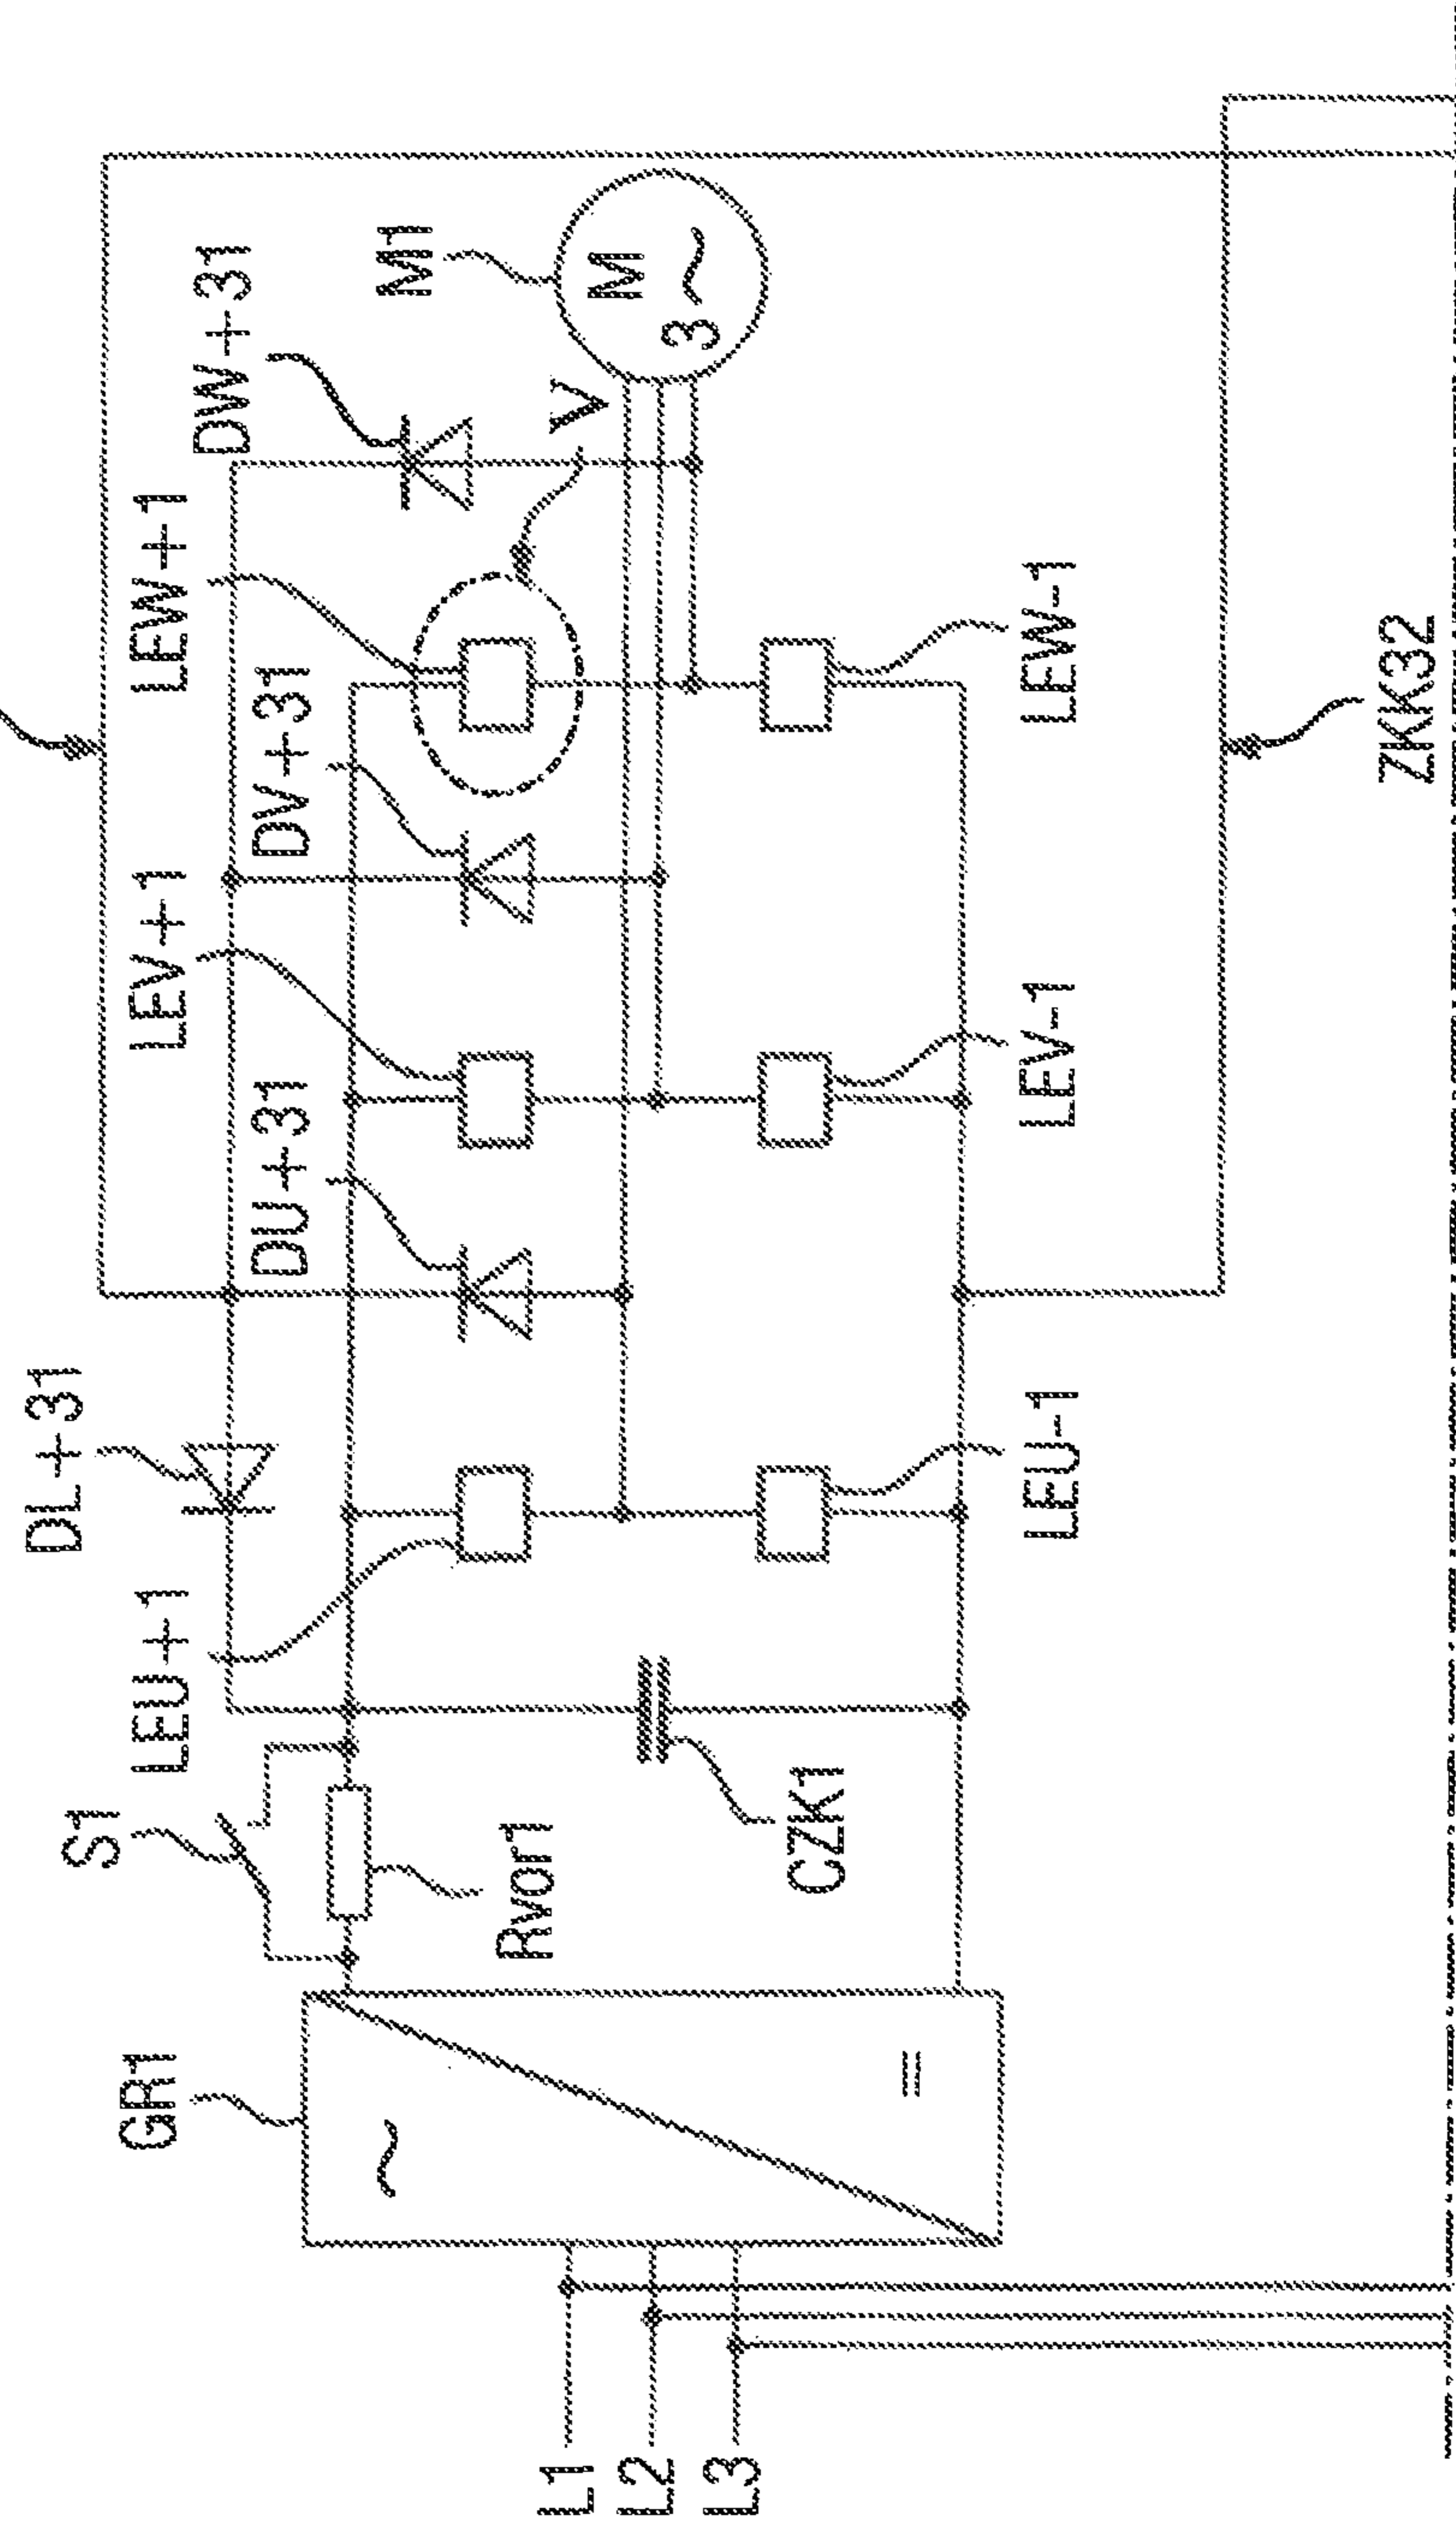 L1
L2
L3
GR1
~
=
S1
Rvor1
CZK1
LEU+1
DL+31
LEU-1
DU+31
LEV+1
LEV-1
DV+31
LEW+1
LEW-1
DW+31
V
M1
M
3~
ZKK32